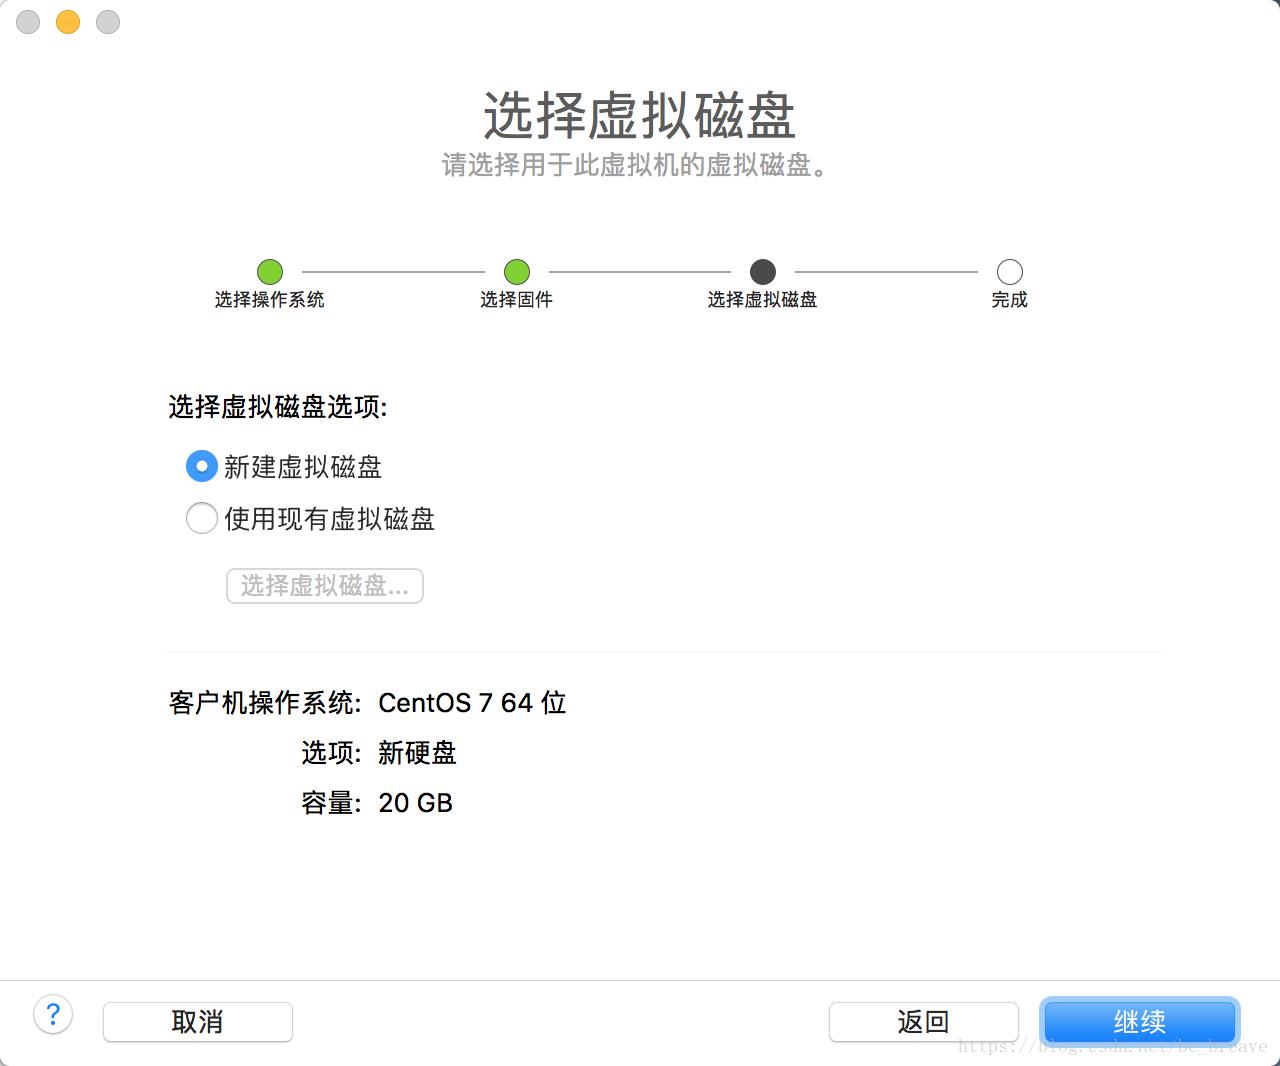 选择虚拟磁盘
请选择用于此虚拟机的虚拟磁盘。
选择操作系统 选择固件 选择虚拟磁盘 完成
选择虚拟磁盘选项:
新建虚拟磁盘
使用现有虚拟磁盘
选择虚拟磁盘...
客户机操作系统: CentOS 7 64 位
选项: 新硬盘
容量: 20 GB
? 取消 返回 继续
https://blog.csdn.net/bc_breave